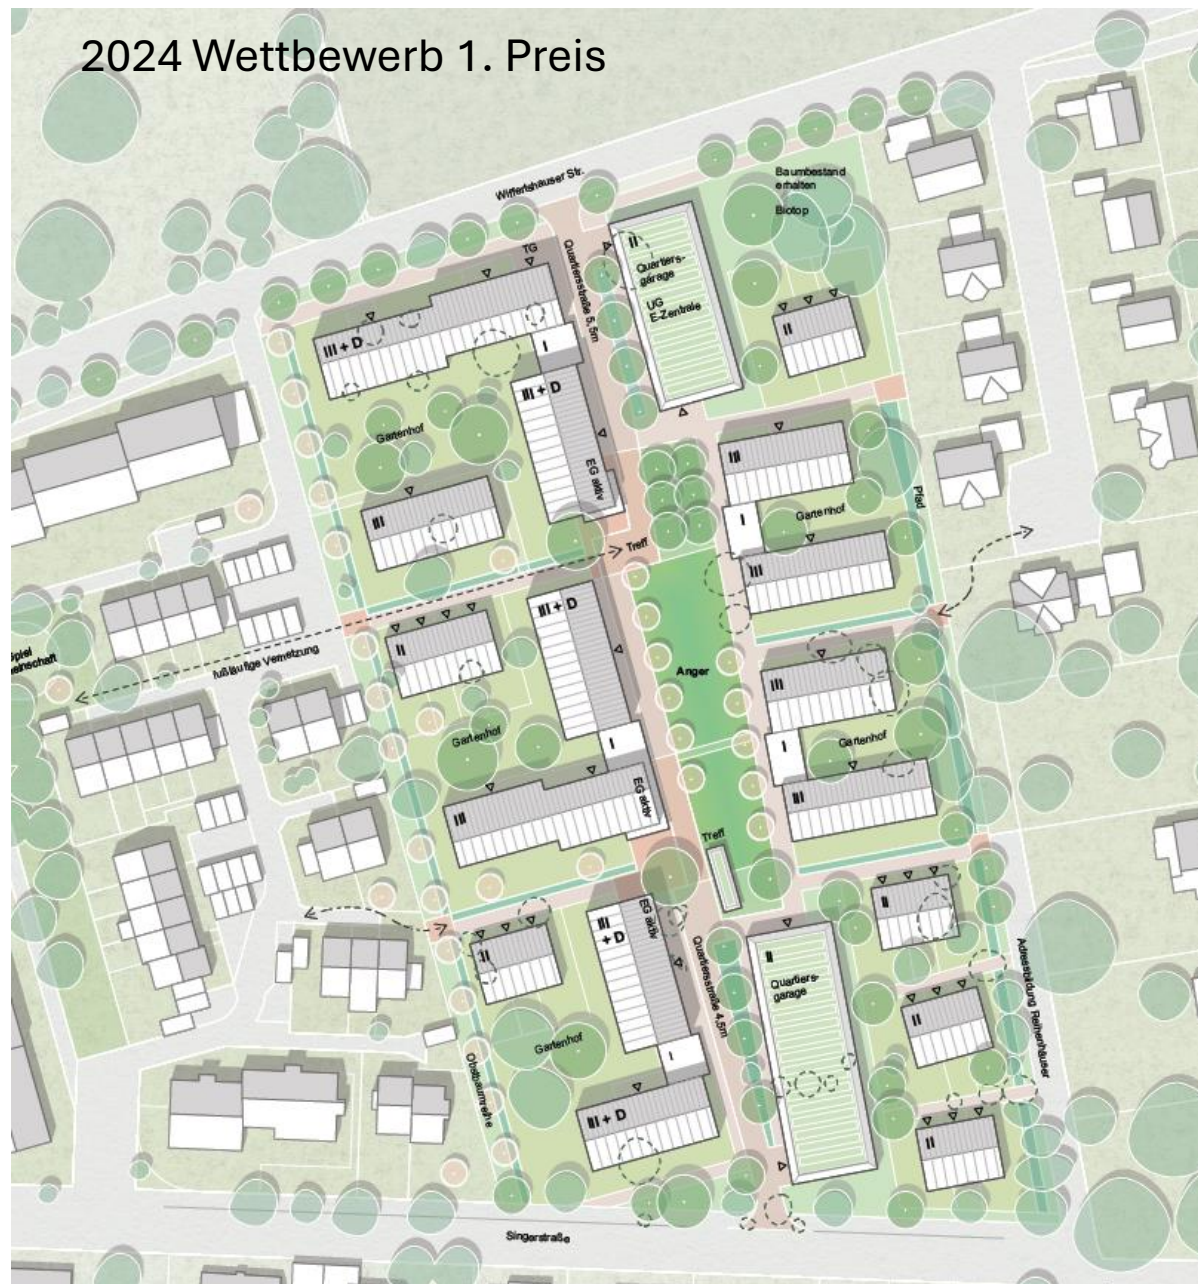 2024 Wettbewerb 1. Preis
Wiffertshauser Str.
Baumbestand
erhalten
Biotop
TG
Quartiersstraße 5,5m
II
Quartiers-
garage
UG
E-Zentrale
II
III + D
I
III + D
EG aktiv
Gartenhof
III
III
I
Gartenhof
Pfad
III
Treff
III + D
II
fußläufige Vernetzung
Spiel
Anger
III
I
Gartenhof
III
Gartenhof
I
EG aktiv
III
Treff
II
III
+ D
EG aktiv
II
Quartiersstraße 4,5m
II
Quartiers-
garage
Adressbildung Reihenhäuser
II
Gartenhof
I
Obstbaumreihe
III + D
II
Singerstraße